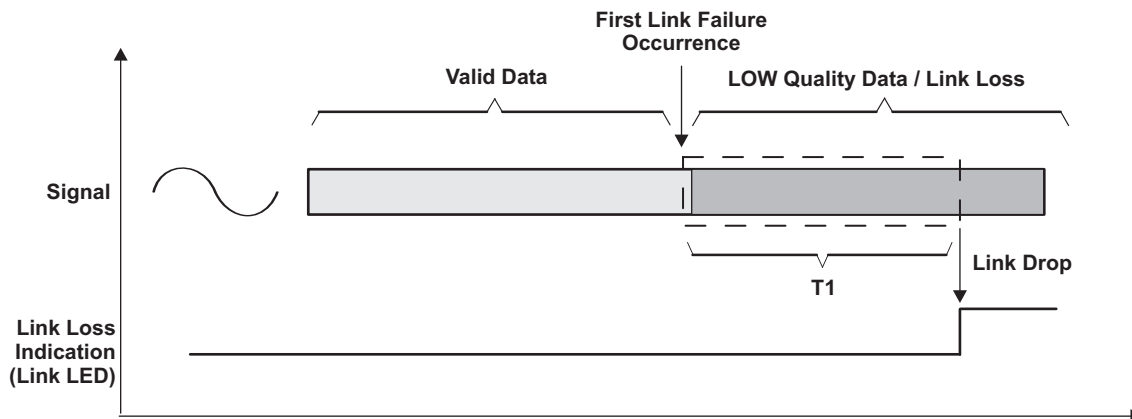 First Link Failure
Occurrence
Valid Data
LOW Quality Data / Link Loss
Signal
T1
Link Drop
Link Loss
Indication
(Link LED)